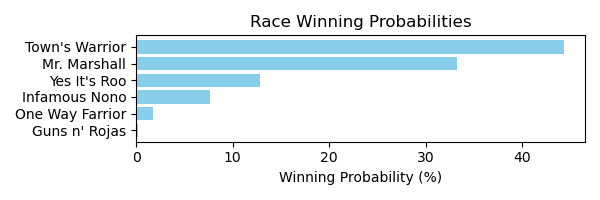 Race Winning Probabilities
Town's Warrior
Mr. Marshall
Yes It's Roo
Infamous Nono
One Way Farrior
Guns n' Rojas
0 10 20 30 40
Winning Probability (%)